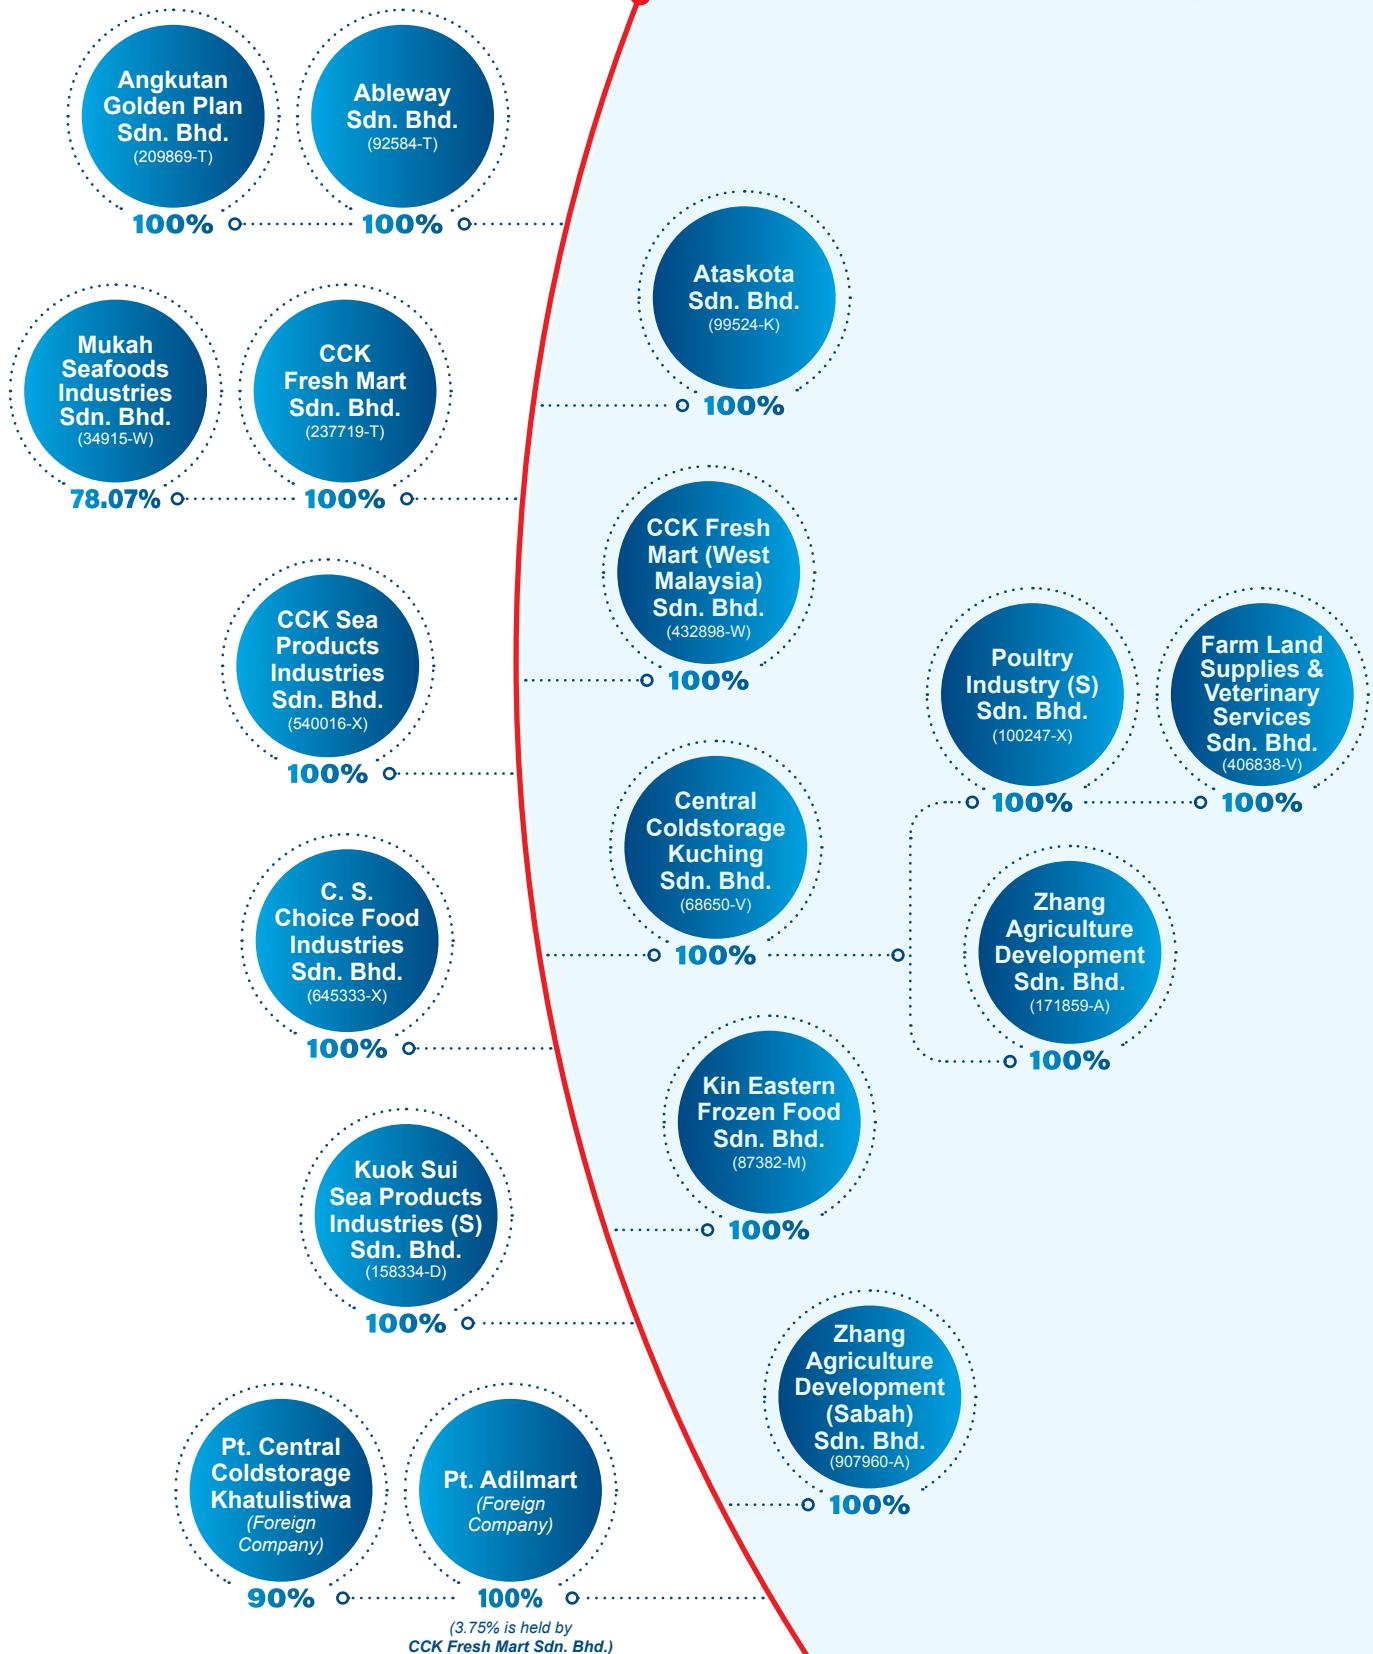 Angkutan
Golden Plan
Sdn. Bhd.
(209869-T)
100%
Ableway
Sdn. Bhd.
(92584-T)
100%
Ataskota
Sdn. Bhd.
(99524-K)
100%
Mukah
Seafoods
Industries
Sdn. Bhd.
(34915-W)
78.07%
CCK
Fresh Mart
Sdn. Bhd.
(237719-T)
100%
CCK Fresh
Mart (West
Malaysia)
Sdn. Bhd.
(432898-W)
100%
CCK Sea
Products
Industries
Sdn. Bhd.
(540016-X)
100%
Poultry
Industry (S)
Sdn. Bhd.
(100247-X)
100%
Farm Land
Supplies &
Veterinary
Services
Sdn. Bhd.
(406838-V)
100%
Central
Coldstorage
Kuching
Sdn. Bhd.
(68650-V)
100%
C. S.
Choice Food
Industries
Sdn. Bhd.
(645333-X)
100%
Zhang
Agriculture
Development
Sdn. Bhd.
(171859-A)
100%
Kin Eastern
Frozen Food
Sdn. Bhd.
(87382-M)
100%
Kuok Sui
Sea Products
Industries (S)
Sdn. Bhd.
(158334-D)
100%
Zhang
Agriculture
Development
(Sabah)
Sdn. Bhd.
(907960-A)
100%
Pt. Central
Coldstorage
Khatulistiwa
(Foreign
Company)
90%
Pt. Adilmart
(Foreign
Company)
100%
(3.75% is held by
CCK Fresh Mart Sdn. Bhd.)